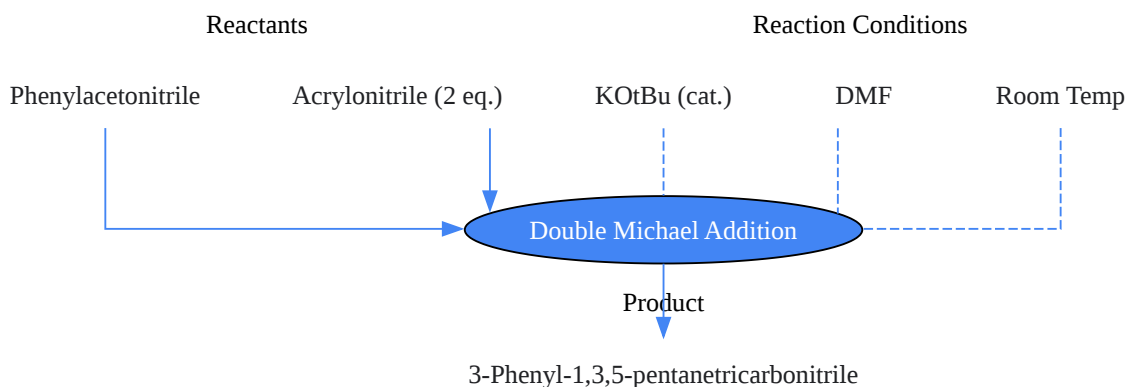 Reactants
Reaction Conditions
Phenylacetonitrile
Acrylonitrile (2 eq.)
KOtBu (cat.)
DMF
Room Temp
Double Michael Addition
Product
3-Phenyl-1,3,5-pentanetricarbonitrile